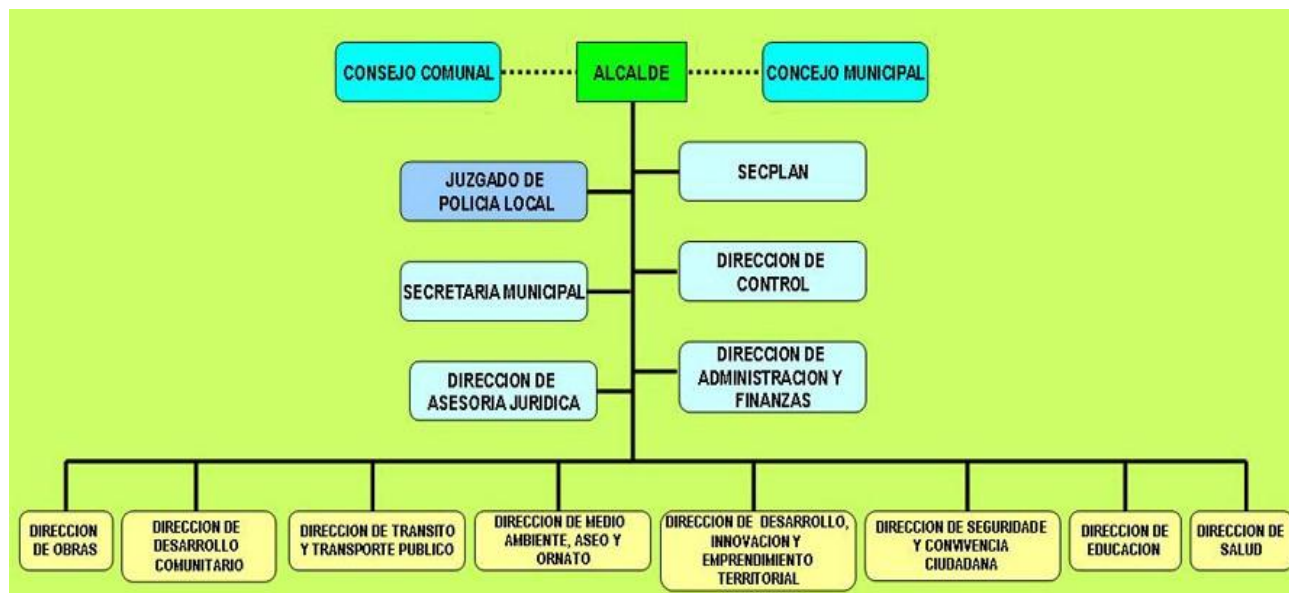 CONSEJO COMUNAL
ALCALDE
CONCEJO MUNICIPAL
JUZGADO DE
POLICIA LOCAL
SECPLAN
SECRETARIA MUNICIPAL
DIRECCION DE
CONTROL
DIRECCION DE
ASESORIA JURIDICA
DIRECCION DE
ADMINISTRACION Y
FINANZAS
DIRECCION
DE OBRAS
DIRECCION DE
DESARROLLO
COMUNITARIO
DIRECCION DE TRANSITO
Y TRANSPORTE PUBLICO
DIRECCION DE MEDIO
AMBIENTE, ASEO Y
ORNATO
DIRECCION DE DESARROLLO,
INNOVACION Y
EMPRENDIMIENTO
TERRITORIAL
DIRECCION DE SEGURIDADE
Y CONVIVENCIA
CIUDADANA
DIRECCION DE
EDUCACION
DIRECCION DE
SALUD